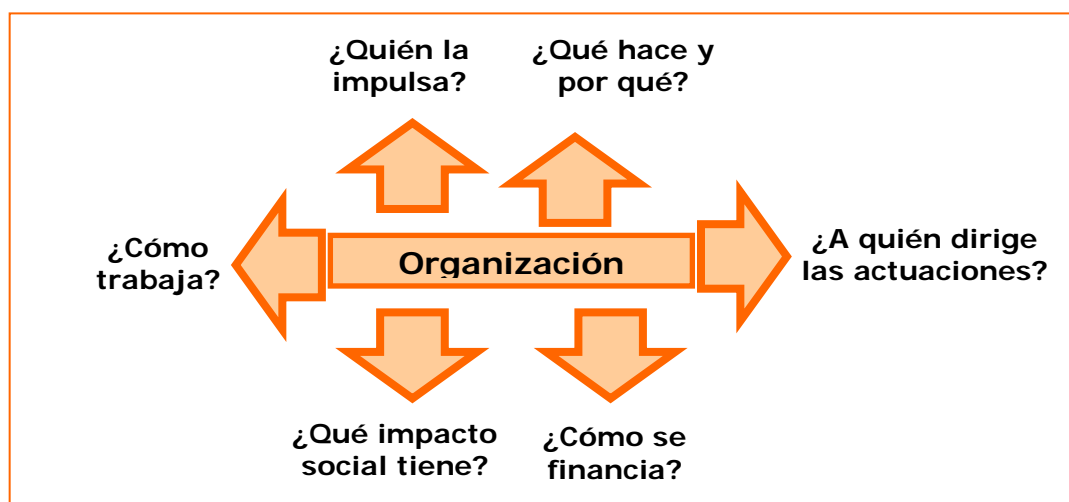 ¿Quién la
impulsa?
¿Qué hace y
por qué?
¿Cómo
trabaja?
Organización
¿A quién dirige
las actuaciones?
¿Qué impacto
social tiene?
¿Cómo se
financia?